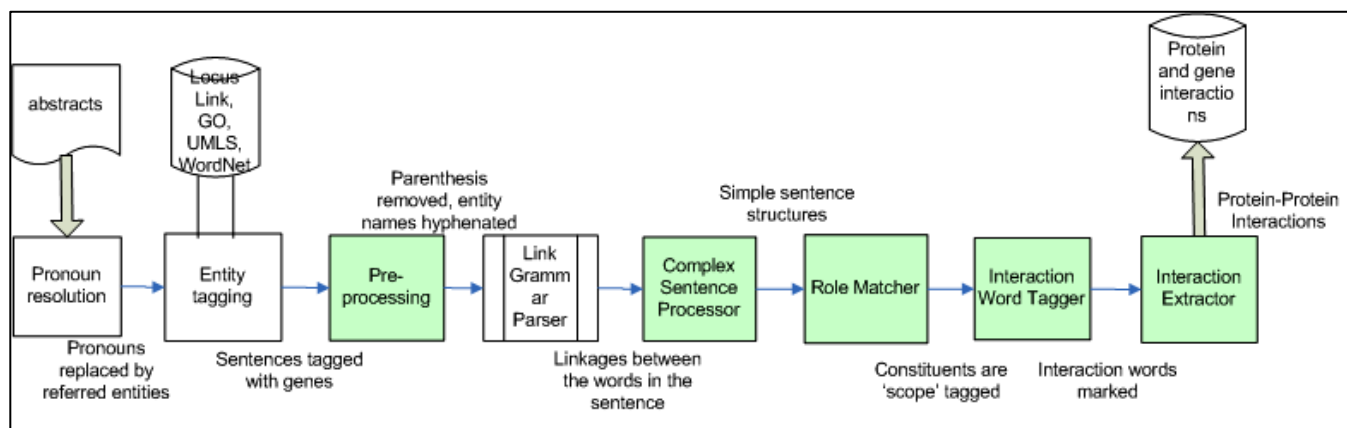 abstracts
Locus
Link,
GO,
UMLS,
WordNet
Protein
and gene
interactio
ns
Parenthesis
removed, entity
names hyphenated
Simple sentence
structures
Protein-Protein
Interactions
Pronoun
resolution
Entity
tagging
Pre-
processing
Link
Gramm
ar
Parser
Complex
Sentence
Processor
Role Matcher
Interaction
Word Tagger
Interaction
Extractor
Pronouns
replaced by
referred entities
Sentences tagged
with genes
Linkages between
the words in the
sentence
Constituents are
‘scope’ tagged
Interaction words
marked